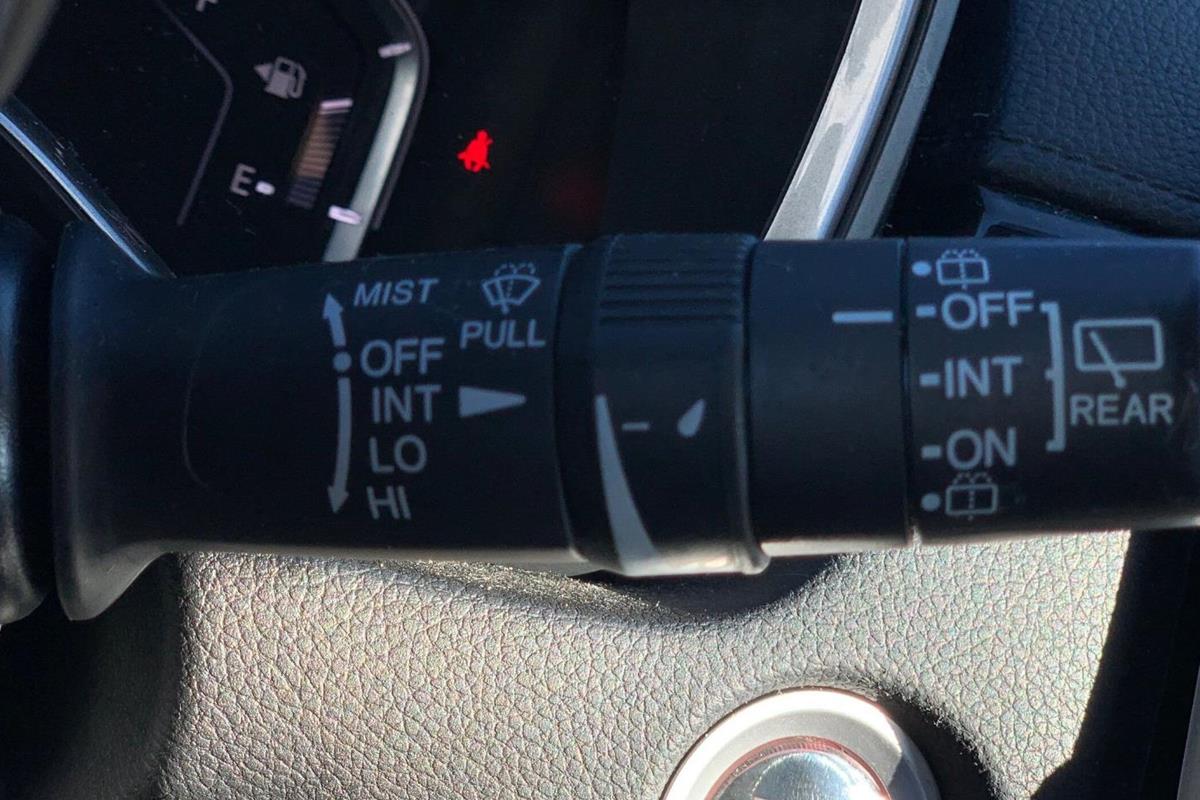 F
E
MIST
PULL
OFF
INT
LO
HI
OFF
INT
ON
REAR